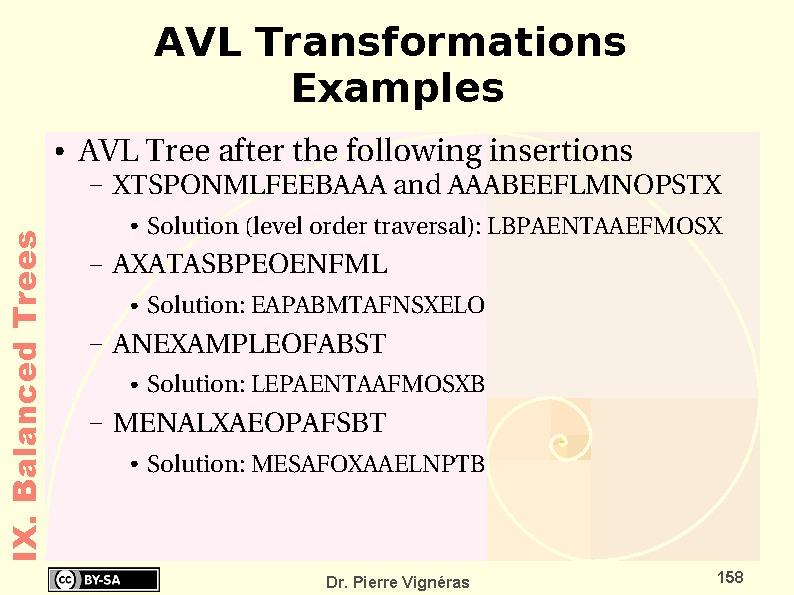 AVL Transformations
Examples
• AVL Tree after the following insertions
– XTSPONMLFEEBAAA and AAABEEFLMNOPSTX
• Solution (level order traversal): LBPAENTAAEFMOSX
– AXATASBPEOENFML
• Solution: EAPABMTAFNSXELO
– ANEXAMPLEOFABST
• Solution: LEPAENTAAFMOSXB
– MENALXAEOPAFSBT
• Solution: MESAFOXAAELNPTB
IX. Balanced Trees
cc BY-SA
Dr. Pierre Vignéras
158